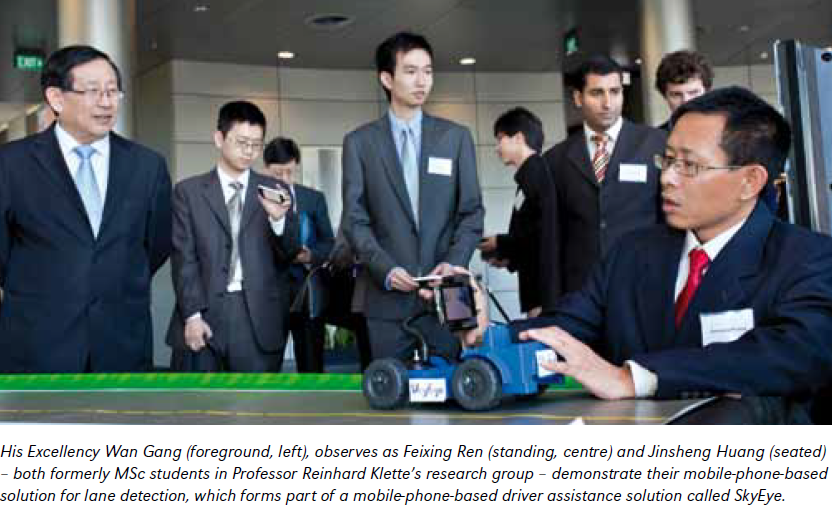 EXIT
SkyEye
His Excellency Wan Gang (foreground, left), observes as Feixing Ren (standing, centre) and Jinsheng Huang (seated)
– both formerly MSc students in Professor Reinhard Klette's research group – demonstrate their mobile-phone-based
solution for lane detection, which forms part of a mobile-phone-based driver assistance solution called SkyEye.